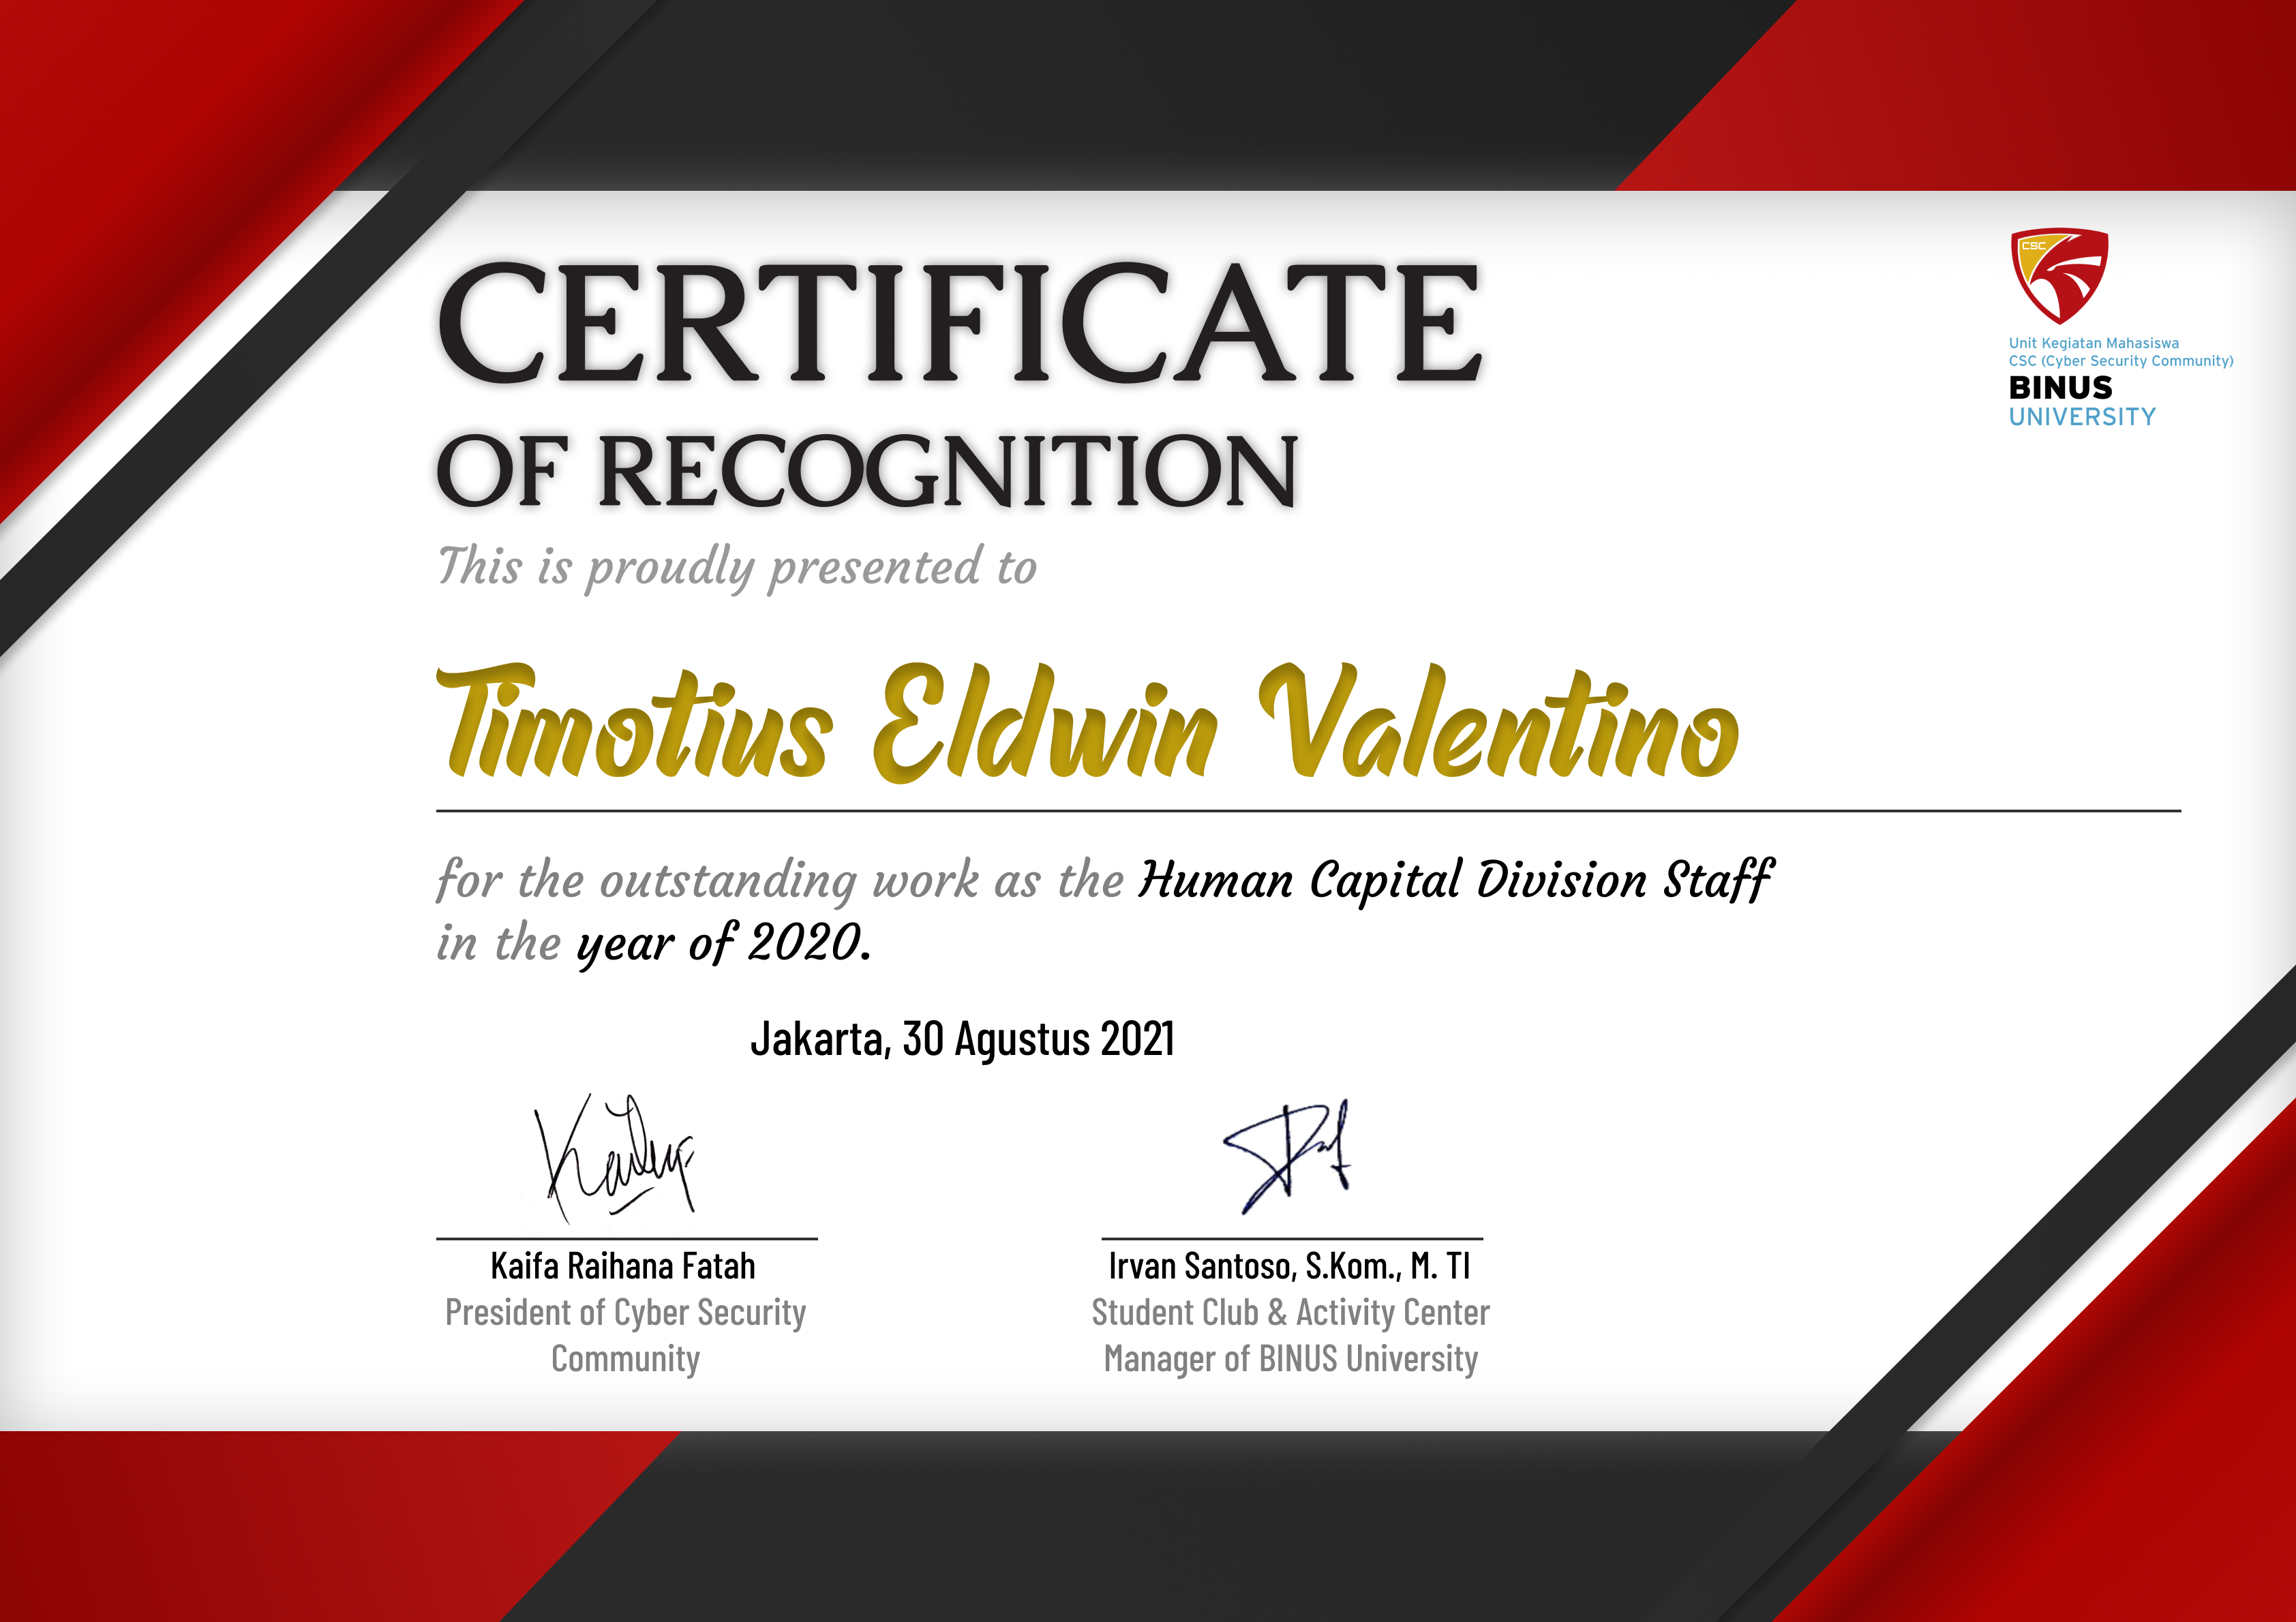 CERTIFICATE
OF RECOGNITION
CSC
Unit Kegiatan Mahasiswa
CSC (Cyber Security Community)
BINUS
UNIVERSITY
This is proudly presented to
Timotius Eldwin Valentino
for the outstanding work as the Human Capital Division Staff
in the year of 2020.
Jakarta, 30 Agustus 2021
Kaifa Raihana Fatah
President of Cyber Security
Community
Irvan Santoso, S.Kom., M. TI
Student Club & Activity Center
Manager of BINUS University